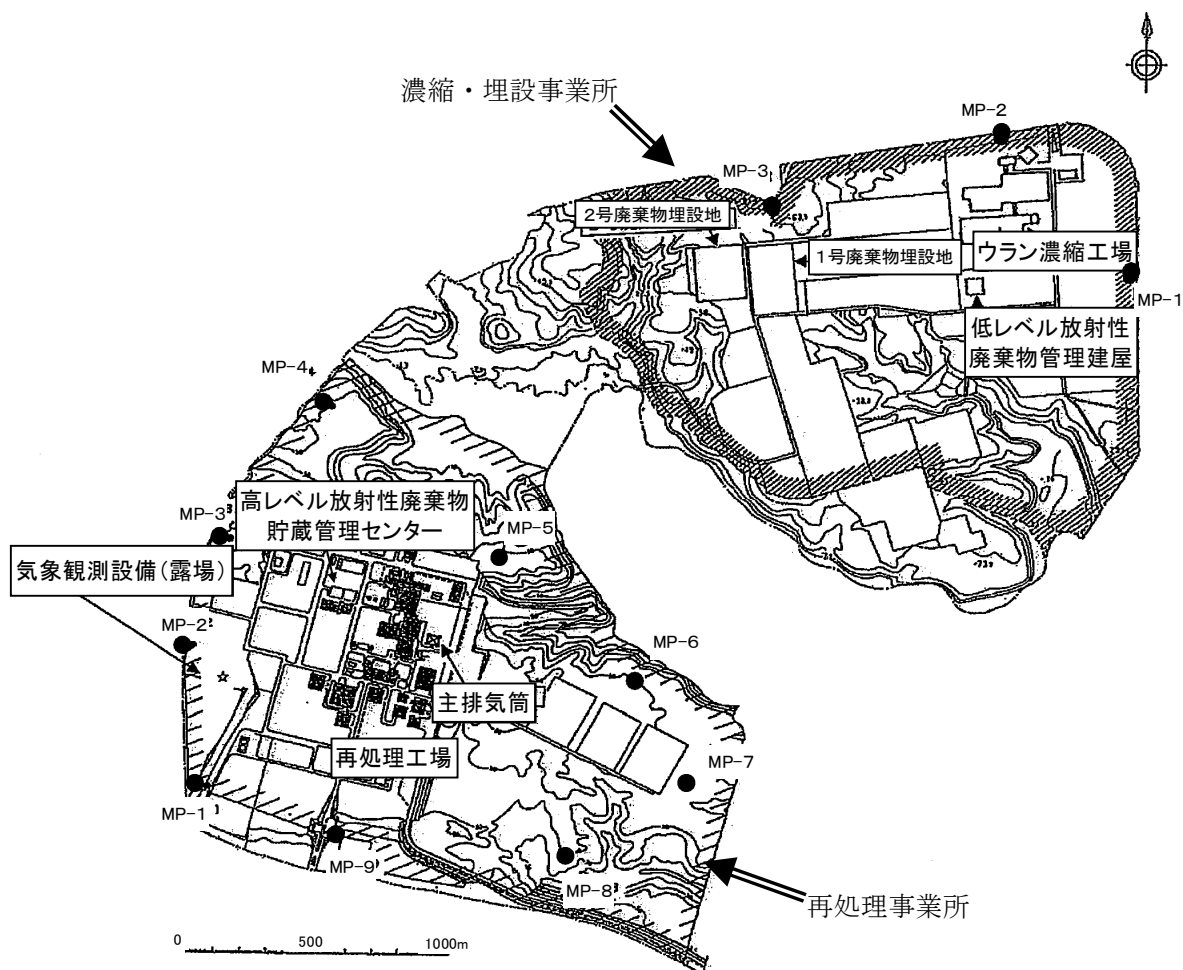 濃縮・埋設事業所
MP-2
MP-3
2号廃棄物埋設地
1号廃棄物埋設地
ウラン濃縮工場
MP-1
低レベル放射性
廃棄物管理建屋
MP-4
高レベル放射性廃棄物
貯蔵管理センター
MP-3
MP-5
気象観測設備(露場)
MP-2
MP-6
主排気筒
再処理工場
MP-7
MP-1
MP-9
MP-8
再処理事業所
0 500 1000m